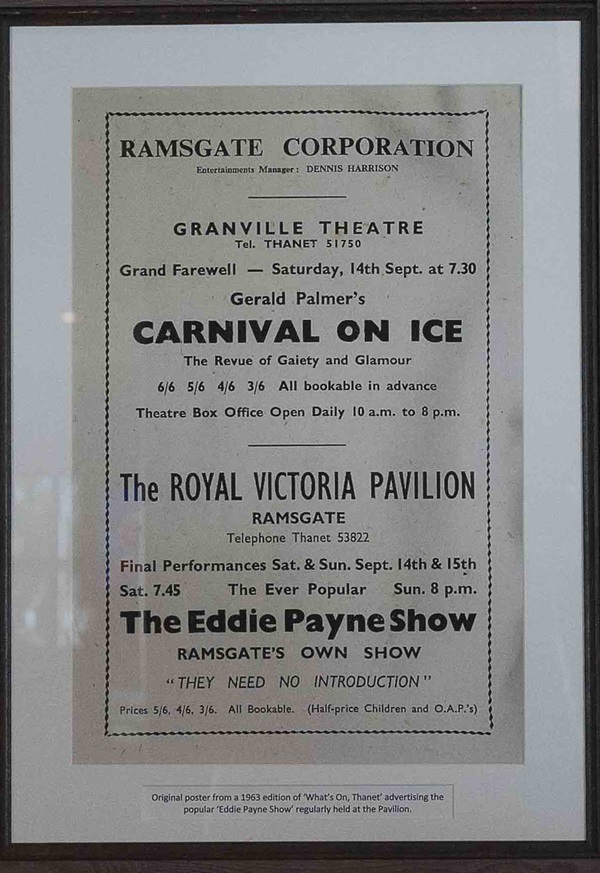 RAMSGATE CORPORATION
Entertainments Manager: DENNIS HARRISON
GRANVILLE THEATRE
Tel. THANET 51750
Grand Farewell — Saturday, 14th Sept. at 7.30
Gerald Palmer's
CARNIVAL ON ICE
The Revue of Gaiety and Glamour
6/6 5/6 4/6 3/6 All bookable in advance
Theatre Box Office Open Daily 10 a.m. to 8 p.m.
The ROYAL VICTORIA PAVILION
RAMSGATE
Telephone Thanet 53822
Final Performances Sat. & Sun. Sept. 14th & 15th
Sat. 7.45 The Ever Popular Sun. 8 p.m.
The Eddie Payne Show
RAMSGATE'S OWN SHOW
"THEY NEED NO INTRODUCTION"
Prices 5/6, 4/6, 3/6. All Bookable. (Half-price Children and O.A.P.'s)
Original poster from a 1963 edition of 'What's On, Thanet' advertising the
popular 'Eddie Payne Show' regularly held at the Pavilion.